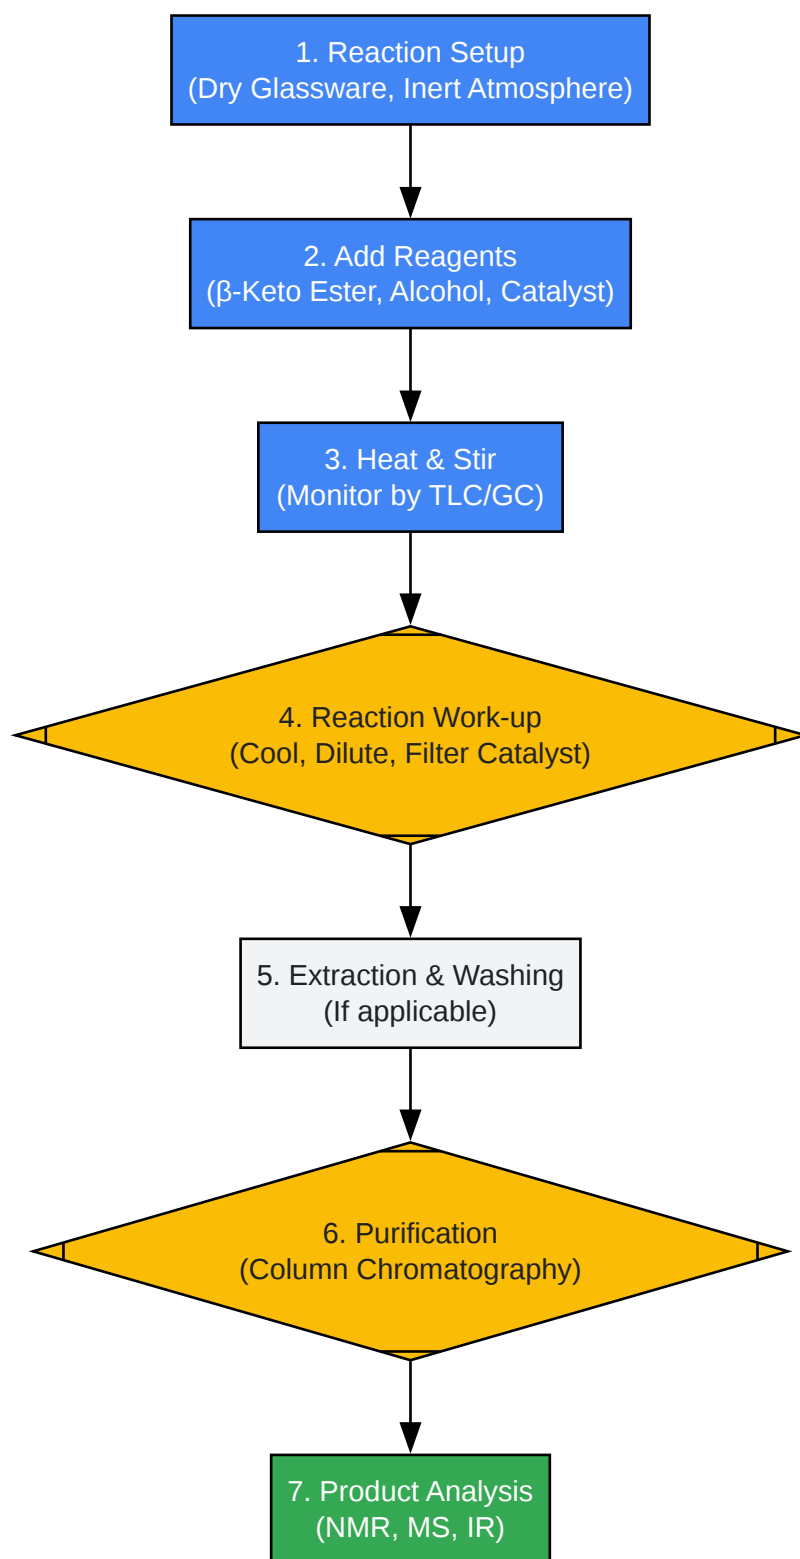 1. Reaction Setup
(Dry Glassware, Inert Atmosphere)
2. Add Reagents
(β-Keto Ester, Alcohol, Catalyst)
3. Heat & Stir
(Monitor by TLC/GC)
4. Reaction Work-up
(Cool, Dilute, Filter Catalyst)
5. Extraction & Washing
(If applicable)
6. Purification
(Column Chromatography)
7. Product Analysis
(NMR, MS, IR)